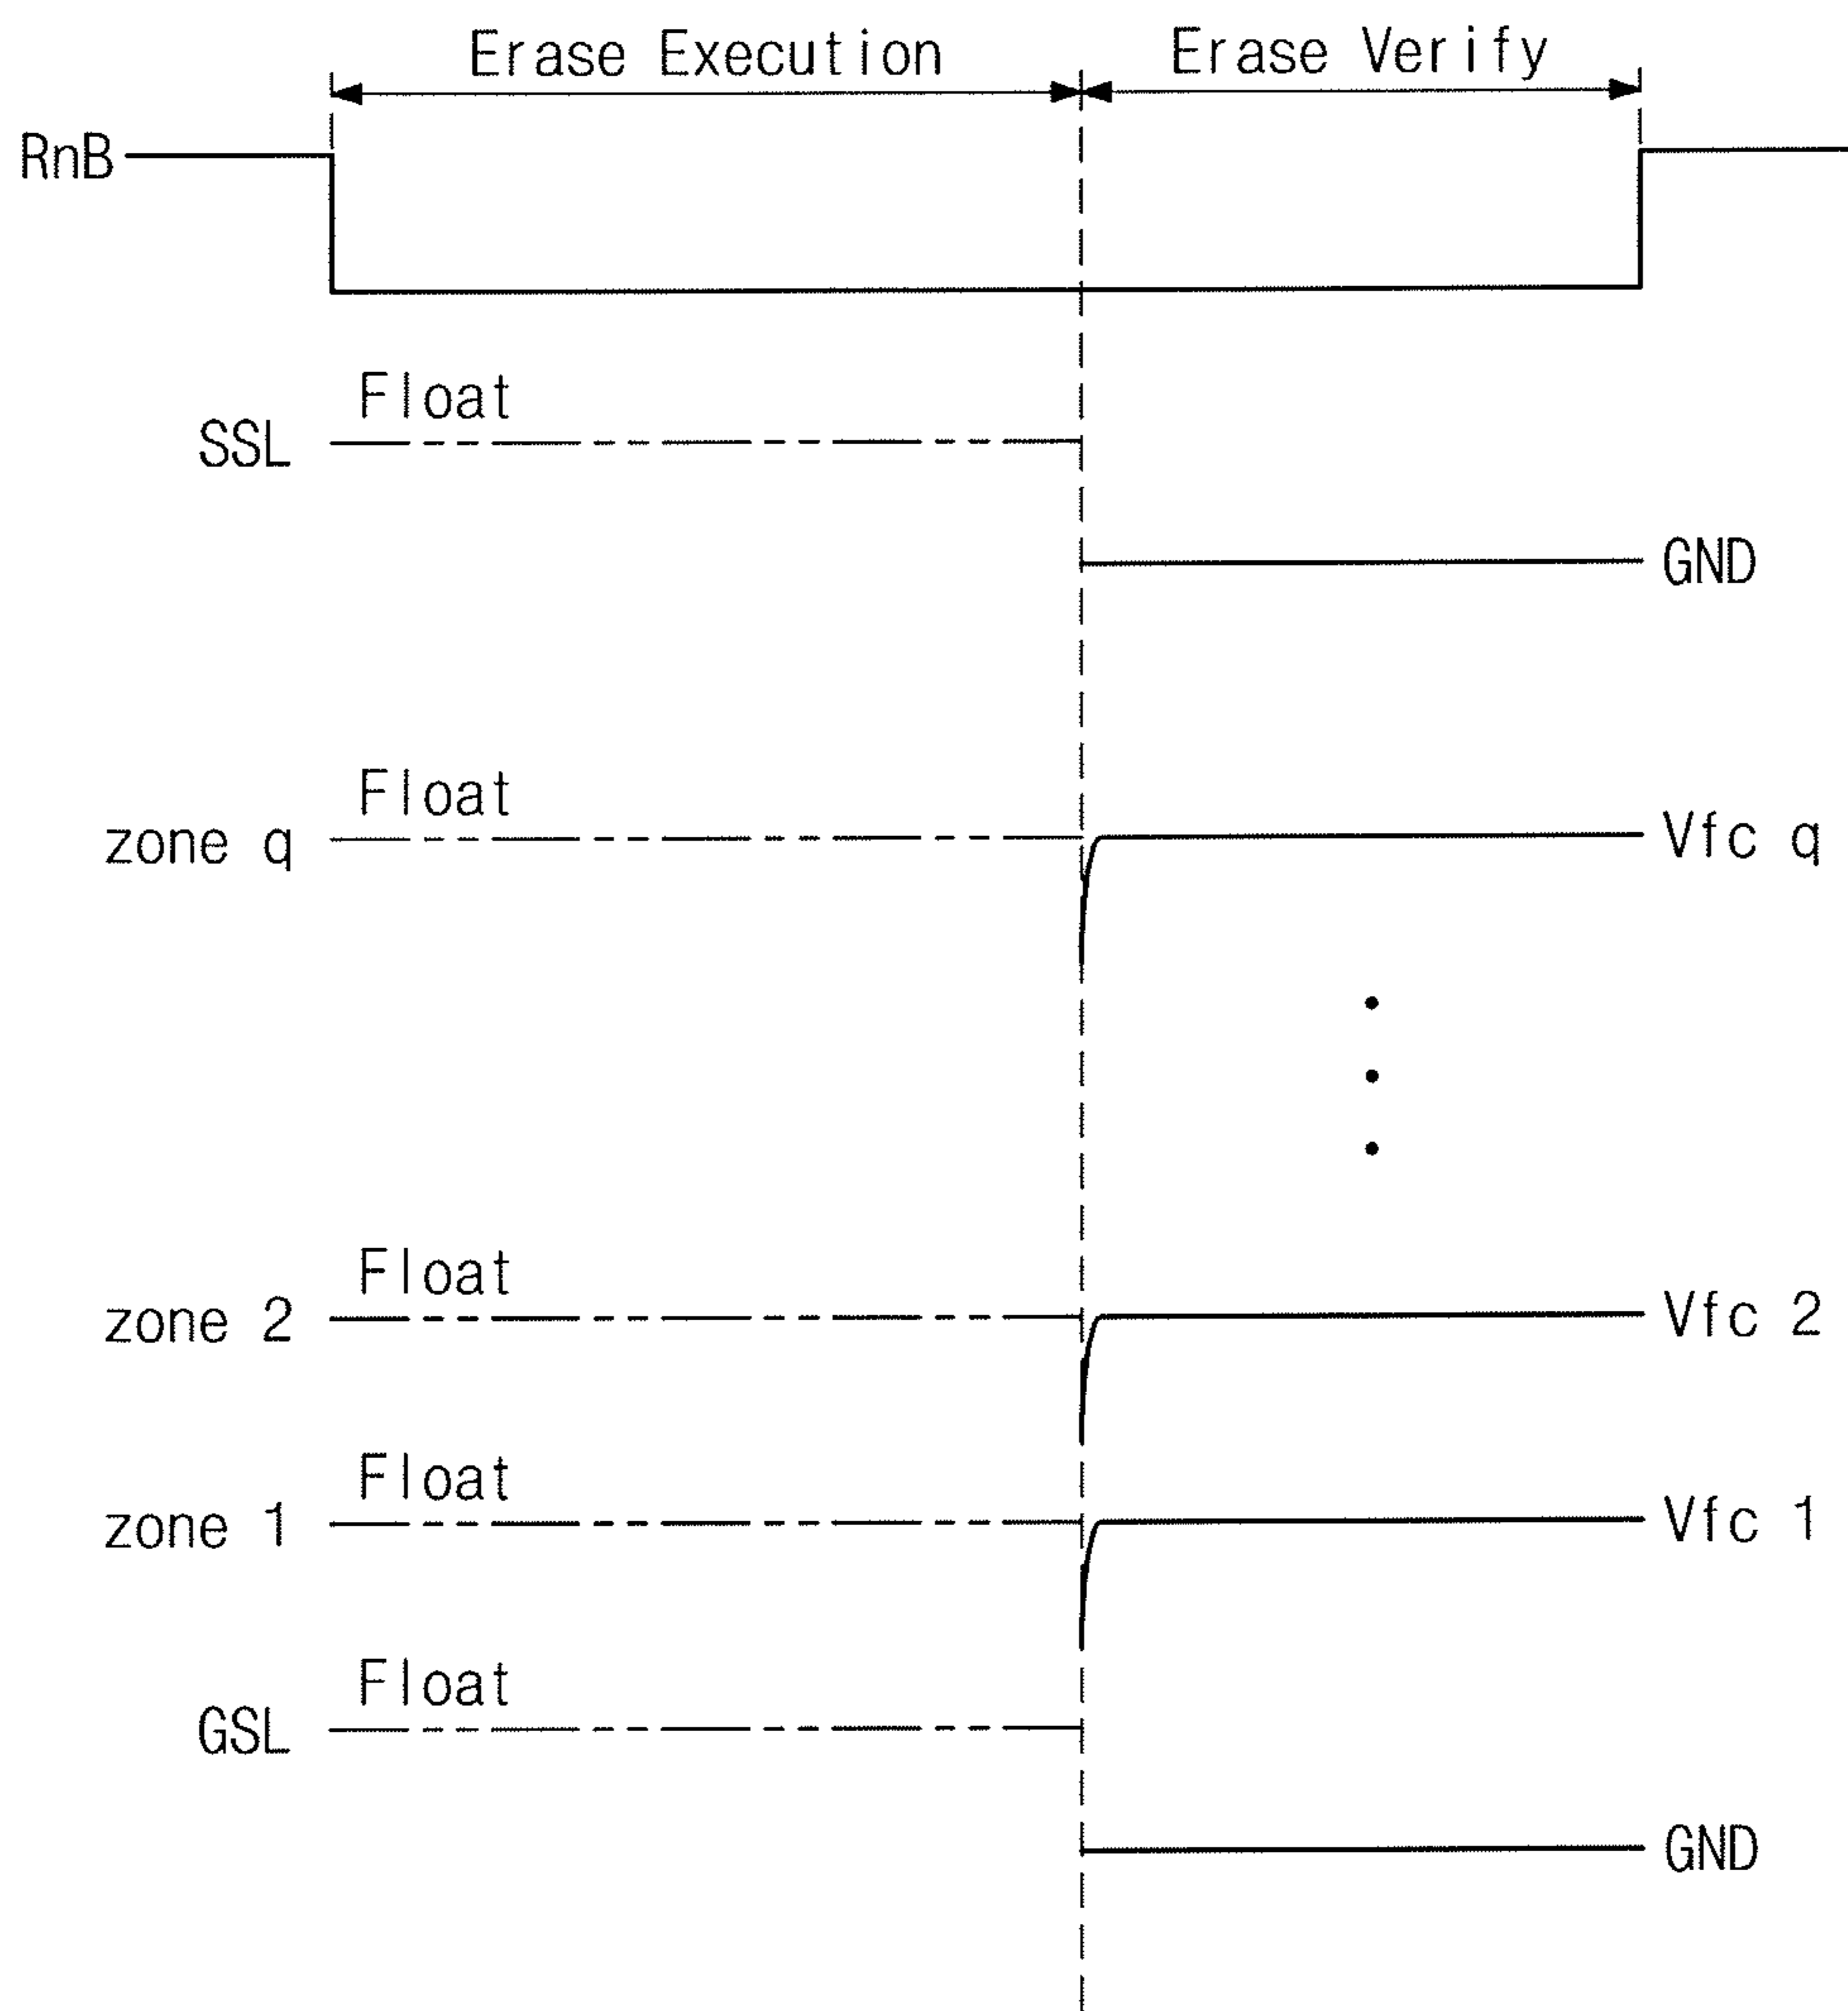 Erase Execution Erase Verify
RnB
Float
SSL
GND
Float
zone q Vfc q
Float
zone 2 Vfc 2
Float
zone 1 Vfc 1
Float
GSL
GND